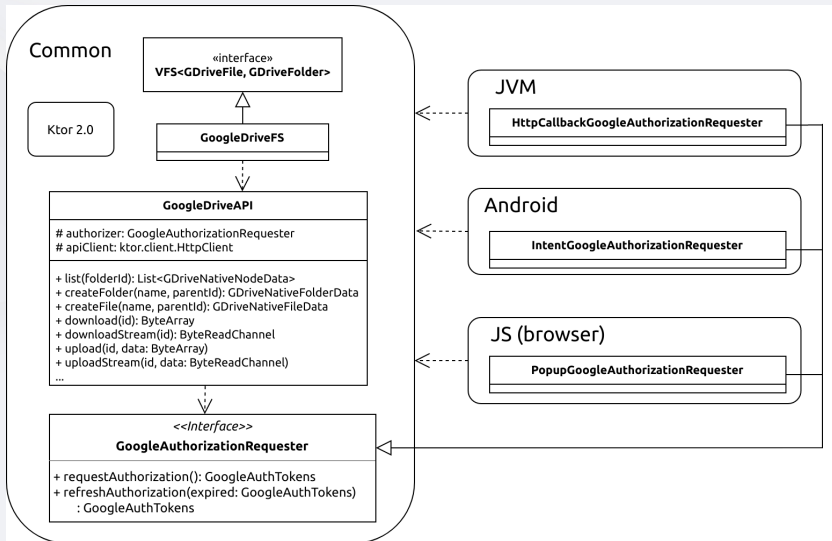 Common
«interface»
VFS<GDriveFile, GDriveFolder>
Ktor 2.0
GoogleDriveFS
GoogleDriveAPI
# authorizer: GoogleAuthorizationRequester
# apiClient: ktor.client.HttpClient
+ list(folderId): List<GDriveNativeNodeData>
+ createFolder(name, parentId): GDriveNativeFolderData
+ createFile(name, parentId): GDriveNativeFileData
+ download(id): ByteArray
+ downloadStream(id): ByteReadChannel
+ upload(id, data: ByteArray)
+ uploadStream(id, data: ByteReadChannel)
...
<<Interface>>
GoogleAuthorizationRequester
+ requestAuthorization(): GoogleAuthTokens
+ refreshAuthorization(expired: GoogleAuthTokens)
: GoogleAuthTokens
JVM
HttpCallbackGoogleAuthorizationRequester
Android
IntentGoogleAuthorizationRequester
JS (browser)
PopupGoogleAuthorizationRequester